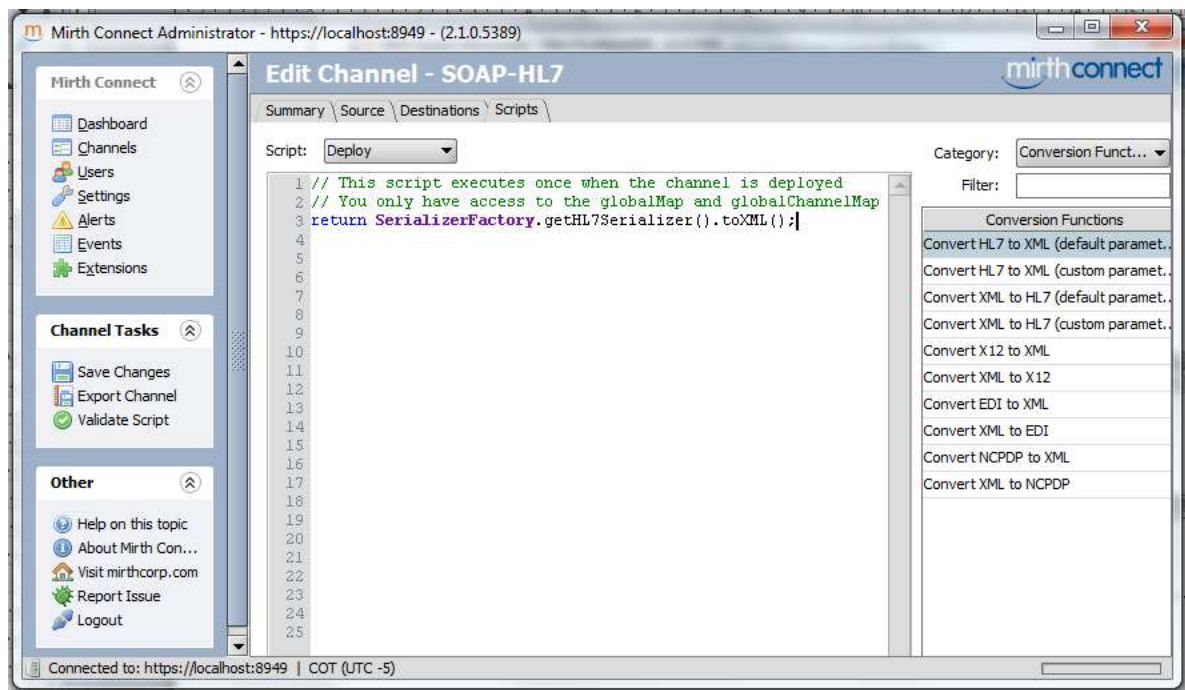 Mirth Connect Administrator - https://localhost:8949 - (2.1.0.5389)
Mirth Connect
Dashboard
Channels
Users
Settings
Alerts
Events
Extensions
Channel Tasks
Save Changes
Export Channel
Validate Script
Other
Help on this topic
About Mirth Con...
Visit mirthcorp.com
Report Issue
Logout
Edit Channel - SOAP-HL7
mirthconnect
Summary Source Destinations Scripts
Script: Deploy
1 // This script executes once when the channel is deployed
2 // You only have access to the globalMap and globalChannelMap
3 return SerializerFactory.getHL7Serializer().toXML();
4
5
6
7
8
9
10
11
12
13
14
15
16
17
18
19
20
21
22
23
24
25
Category: Conversion Funct...
Filter:
Conversion Functions
Convert HL7 to XML (default paramet..
Convert HL7 to XML (custom paramet..
Convert XML to HL7 (default paramet..
Convert XML to HL7 (custom paramet..
Convert X12 to XML
Convert XML to X12
Convert EDI to XML
Convert XML to EDI
Convert NCPDP to XML
Convert XML to NCPDP
Connected to: https://localhost:8949 | COT (UTC -5)